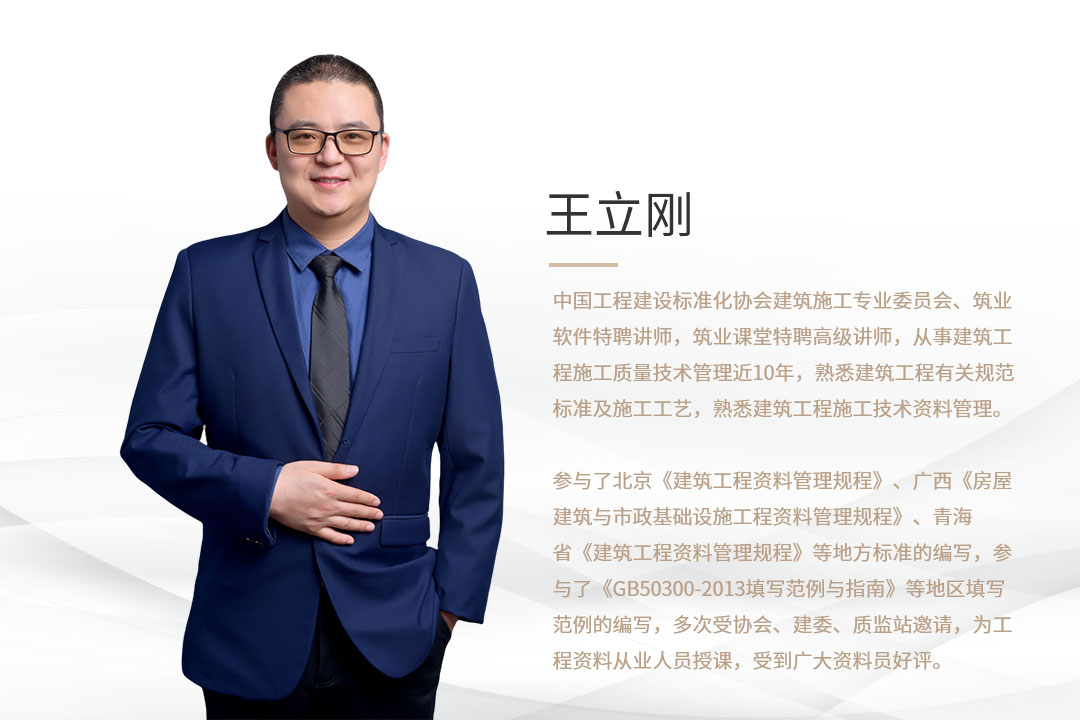 王立刚
中国工程建设标准化协会建筑施工专业委员会、筑业
软件特聘讲师，筑业课堂特聘高级讲师，从事建筑工
程施工质量技术管理近10年，熟悉建筑工程有关规范
标准及施工工艺，熟悉建筑工程施工技术资料管理。
参与了北京《建筑工程资料管理规程》、广西《房屋
建筑与市政基础设施工程资料管理规程》、青海
省《建筑工程资料管理规程》等地方标准的编写，参
与了《GB50300-2013填写范例与指南》等地区填写
范例的编写，多次受协会、建委、质监站邀请，为工
程资料从业人员授课，受到广大资料员好评。